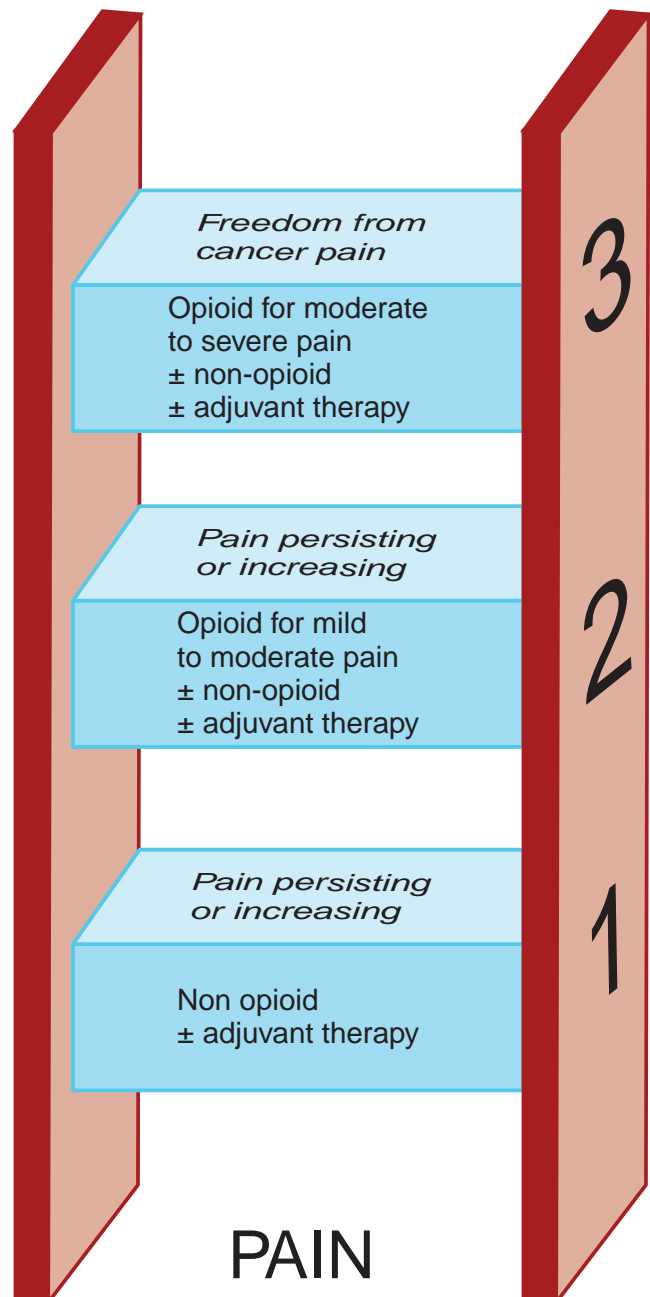 Freedom from
cancer pain
Opioid for moderate
to severe pain
± non-opioid
± adjuvant therapy
3
Pain persisting
or increasing
Opioid for mild
to moderate pain
± non-opioid
± adjuvant therapy
2
Pain persisting
or increasing
Non opioid
± adjuvant therapy
1
PAIN